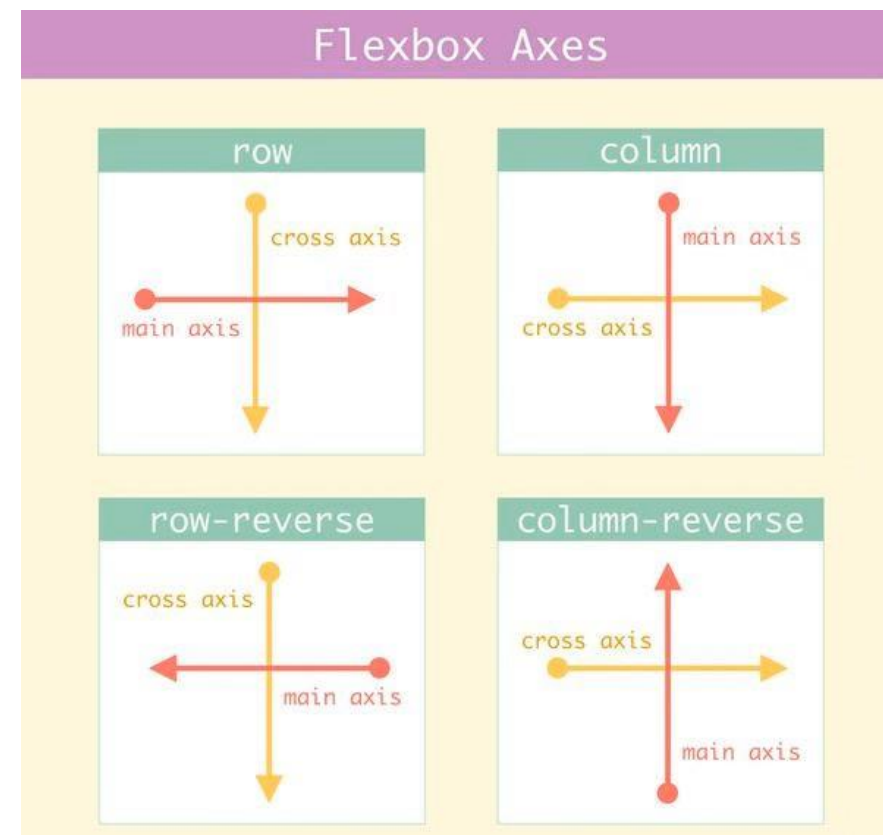 Flexbox Axes
row
cross axis
main axis
column
main axis
cross axis
row-reverse
cross axis
main axis
column-reverse
cross axis
main axis